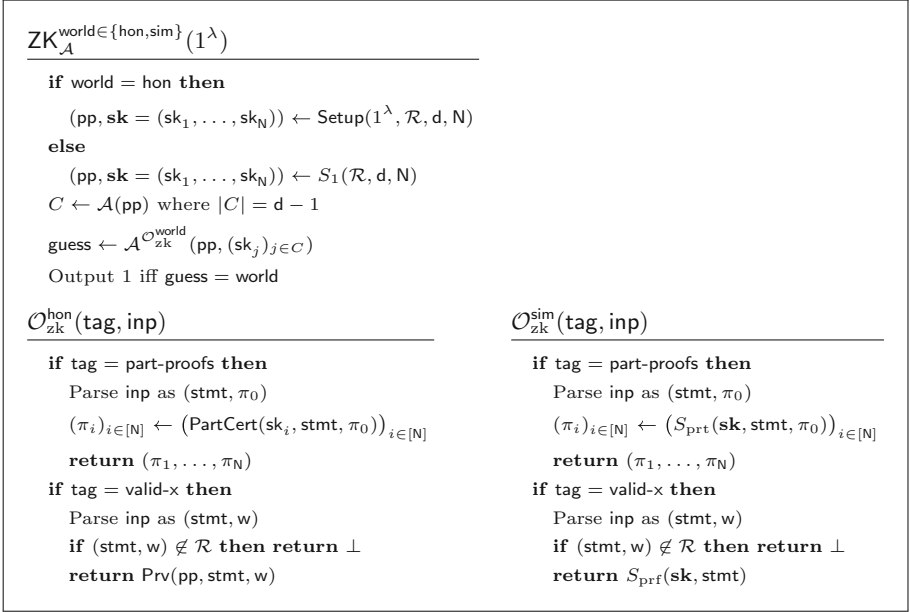 ZK_𝒜^{world∈{hon,sim}}(1^λ)
if world = hon then
(pp, sk = (sk_1, . . . , sk_N)) ← Setup(1^λ, ℛ, d, N)
else
(pp, sk = (sk_1, . . . , sk_N)) ← S_1(ℛ, d, N)
C ← 𝒜(pp) where |C| = d − 1
guess ← 𝒜^{𝒪_zk^world}(pp, (sk_j)_{j∈C})
Output 1 iff guess = world
𝒪_zk^hon(tag, inp)
if tag = part-proofs then
Parse inp as (stmt, π_0)
(π_i)_{i∈[N]} ← (PartCert(sk_i, stmt, π_0))_{i∈[N]}
return (π_1, . . . , π_N)
if tag = valid-x then
Parse inp as (stmt, w)
if (stmt, w) ∉ ℛ then return ⊥
return Prv(pp, stmt, w)
𝒪_zk^sim(tag, inp)
if tag = part-proofs then
Parse inp as (stmt, π_0)
(π_i)_{i∈[N]} ← (S_prt(sk, stmt, π_0))_{i∈[N]}
return (π_1, . . . , π_N)
if tag = valid-x then
Parse inp as (stmt, w)
if (stmt, w) ∉ ℛ then return ⊥
return S_prf(sk, stmt)